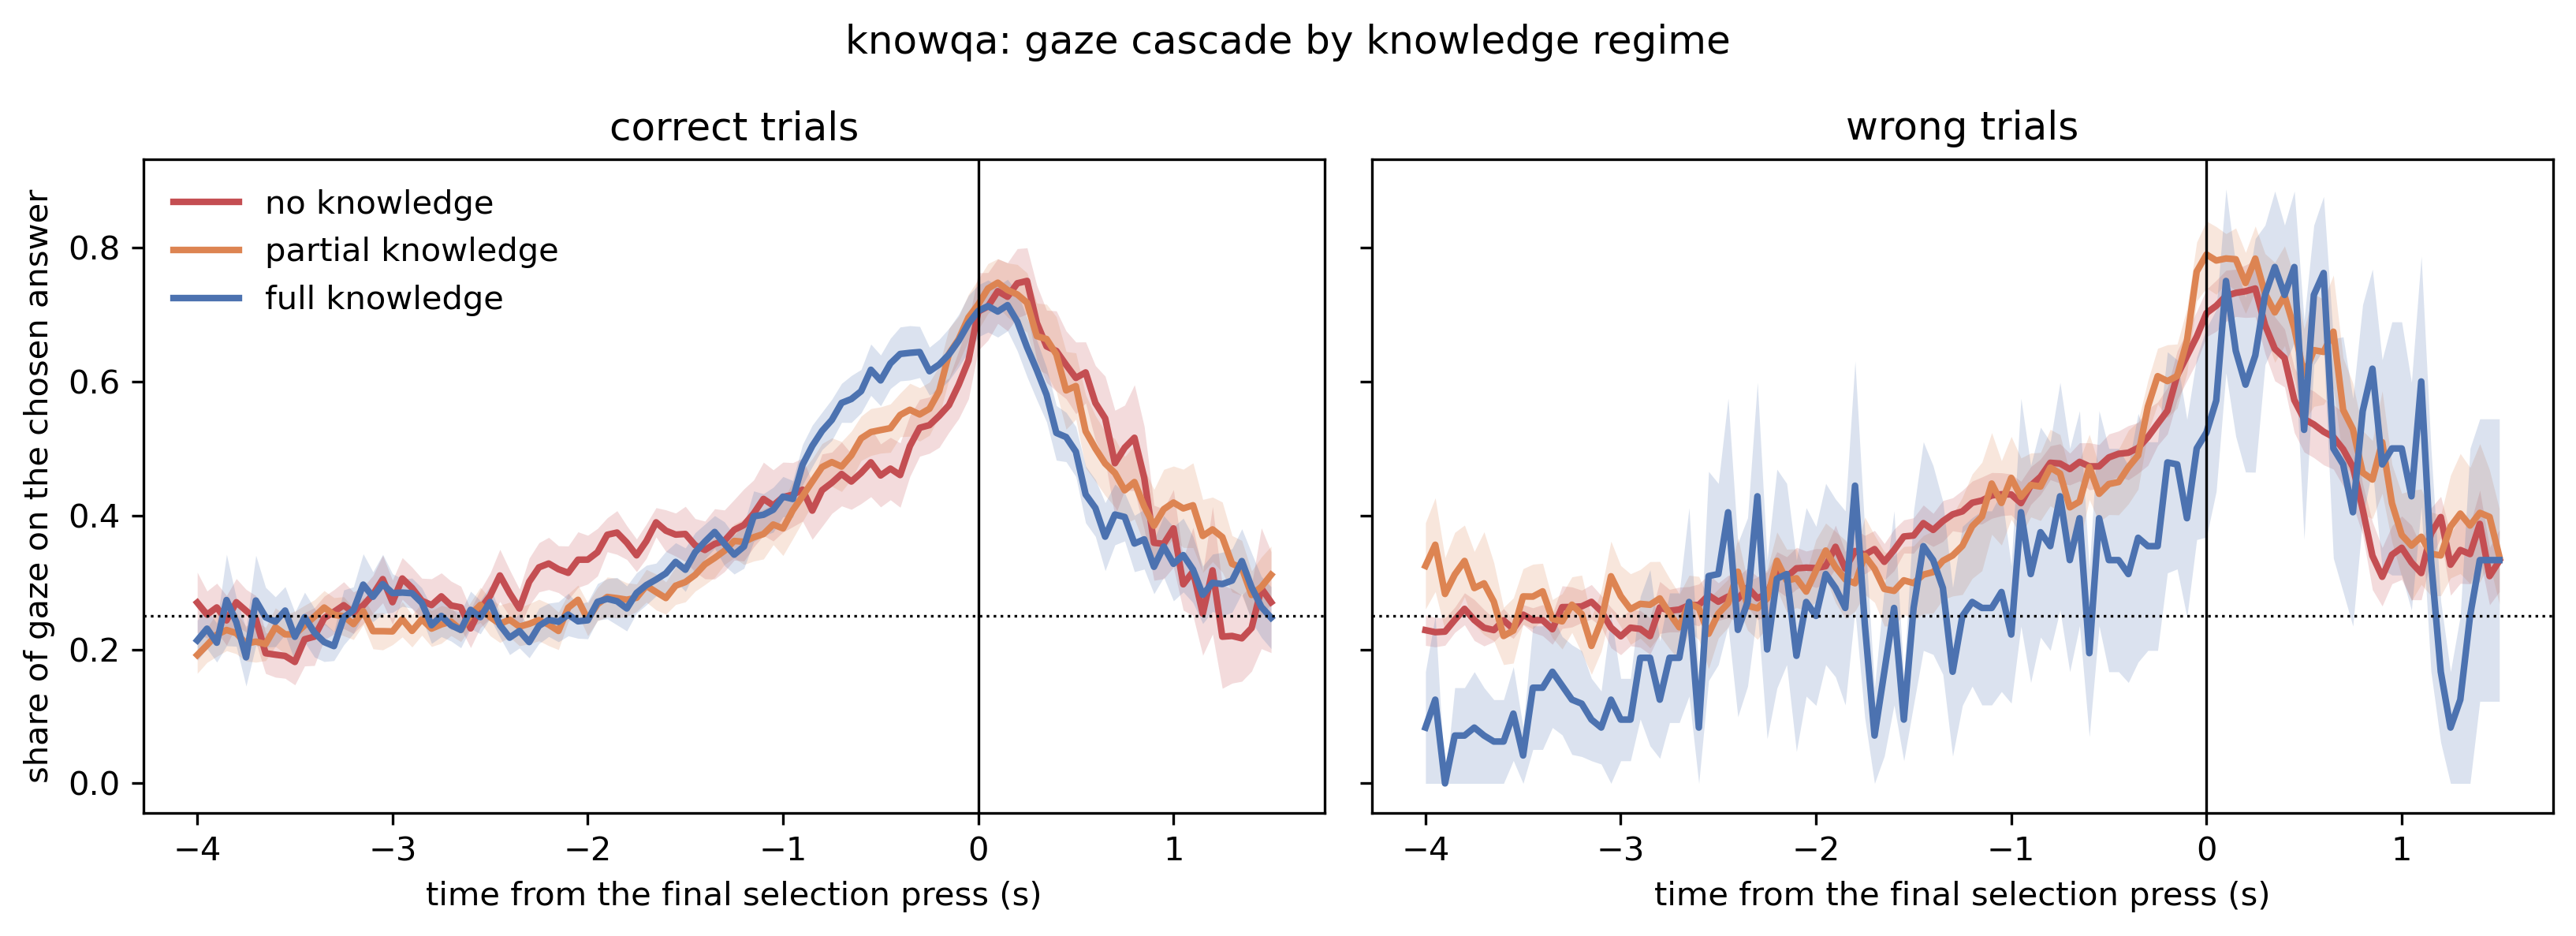 knowqa: gaze cascade by knowledge regime
correct trials
wrong trials
share of gaze on the chosen answer
no knowledge
partial knowledge
full knowledge
0.8
0.6
0.4
0.2
0.0
−4 −3 −2 −1 0 1
−4 −3 −2 −1 0 1
time from the final selection press (s)
time from the final selection press (s)